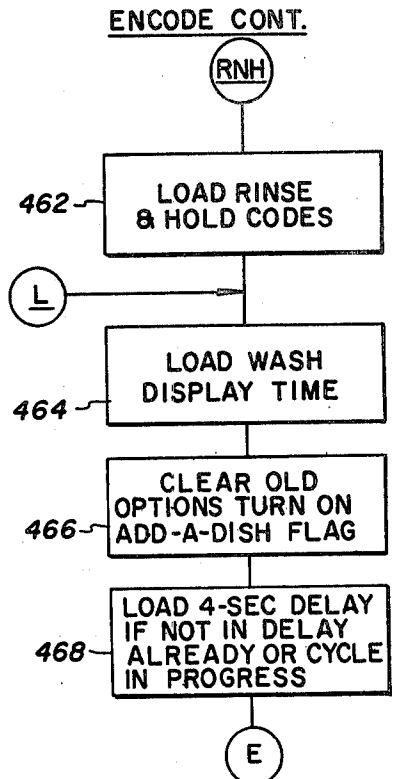 ENCODE CONT.
RNH
462
LOAD RINSE
& HOLD CODES
L
LOAD WASH
DISPLAY TIME
464
CLEAR OLD
OPTIONS TURN ON
466
ADD-A-DISH FLAG
LOAD 4-SEC DELAY
IF NOT IN DELAY
468
ALREADY OR CYCLE
IN PROGRESS
E